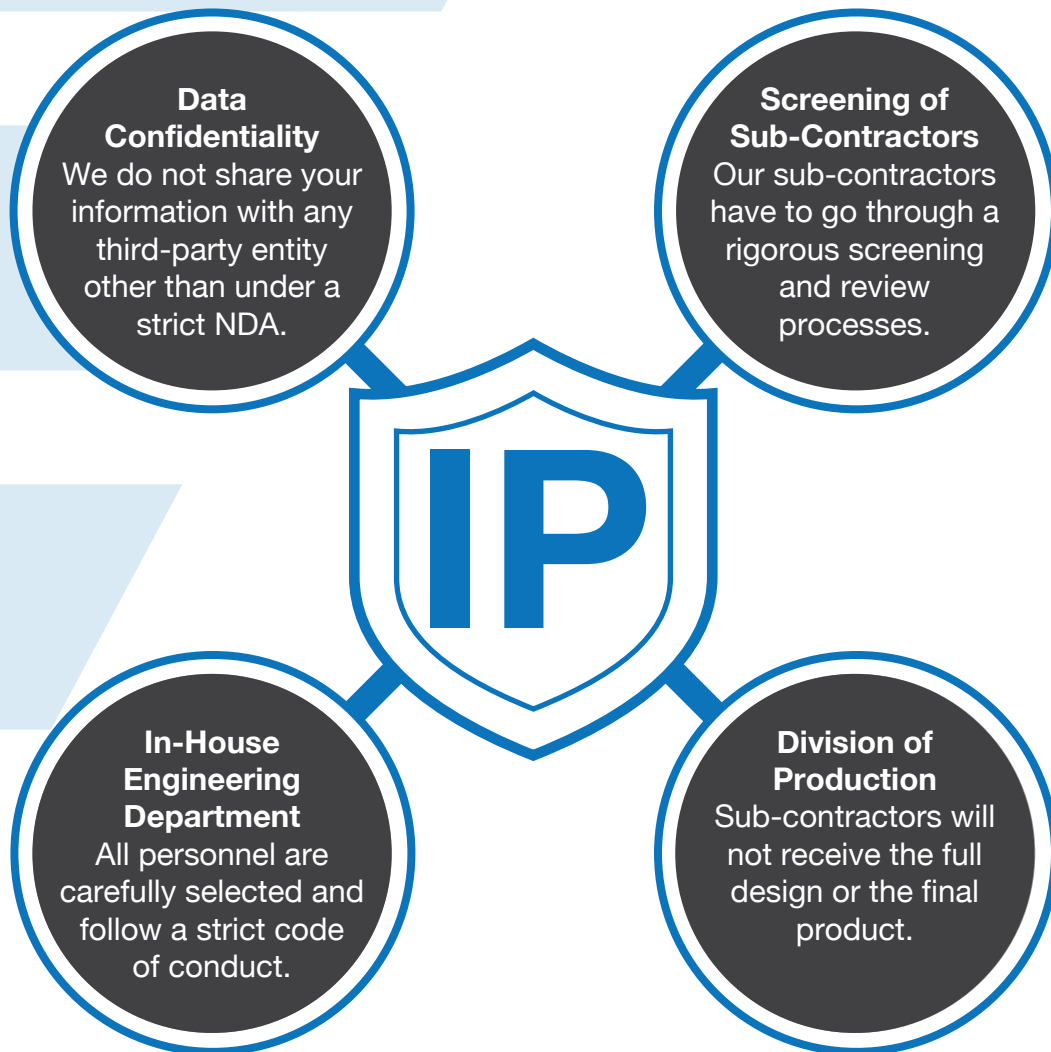 Data
Confidentiality
We do not share your
information with any
third-party entity
other than under a
strict NDA.
Screening of
Sub-Contractors
Our sub-contractors
have to go through a
rigorous screening
and review
processes.
IP
In-House
Engineering
Department
All personnel are
carefully selected and
follow a strict code
of conduct.
Division of
Production
Sub-contractors will
not receive the full
design or the final
product.